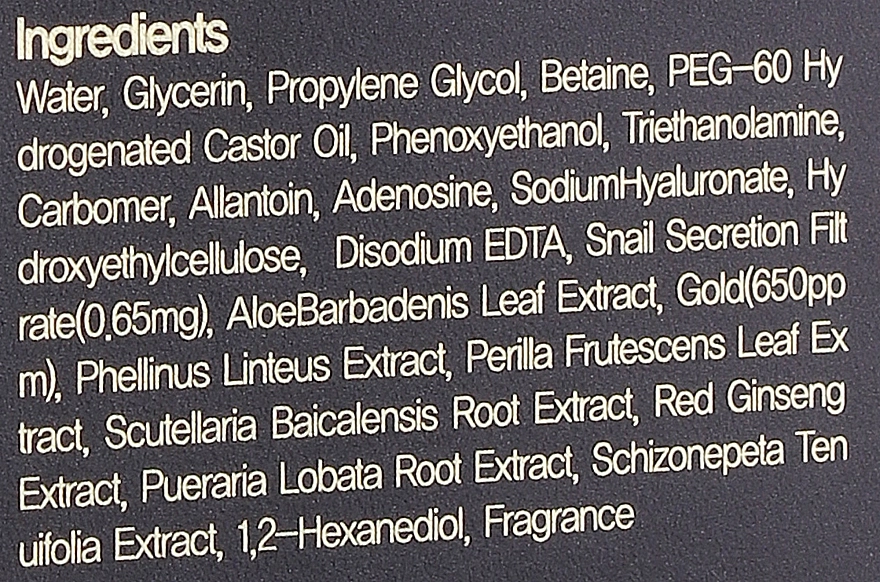 Ingredients
Water, Glycerin, Propylene Glycol, Betaine, PEG-60 Hy
drogenated Castor Oil, Phenoxyethanol, Triethanolamine,
Carbomer, Allantoin, Adenosine, SodiumHyaluronate, Hy
droxyethylcellulose, Disodium EDTA, Snail Secretion Filt
rate(0.65mg), AloeBarbadenis Leaf Extract, Gold(650pp
m), Phellinus Linteus Extract, Perilla Frutescens Leaf Ex
tract, Scutellaria Baicalensis Root Extract, Red Ginseng
Extract, Pueraria Lobata Root Extract, Schizonepeta Ten
uifolia Extract, 1,2-Hexanediol, Fragrance